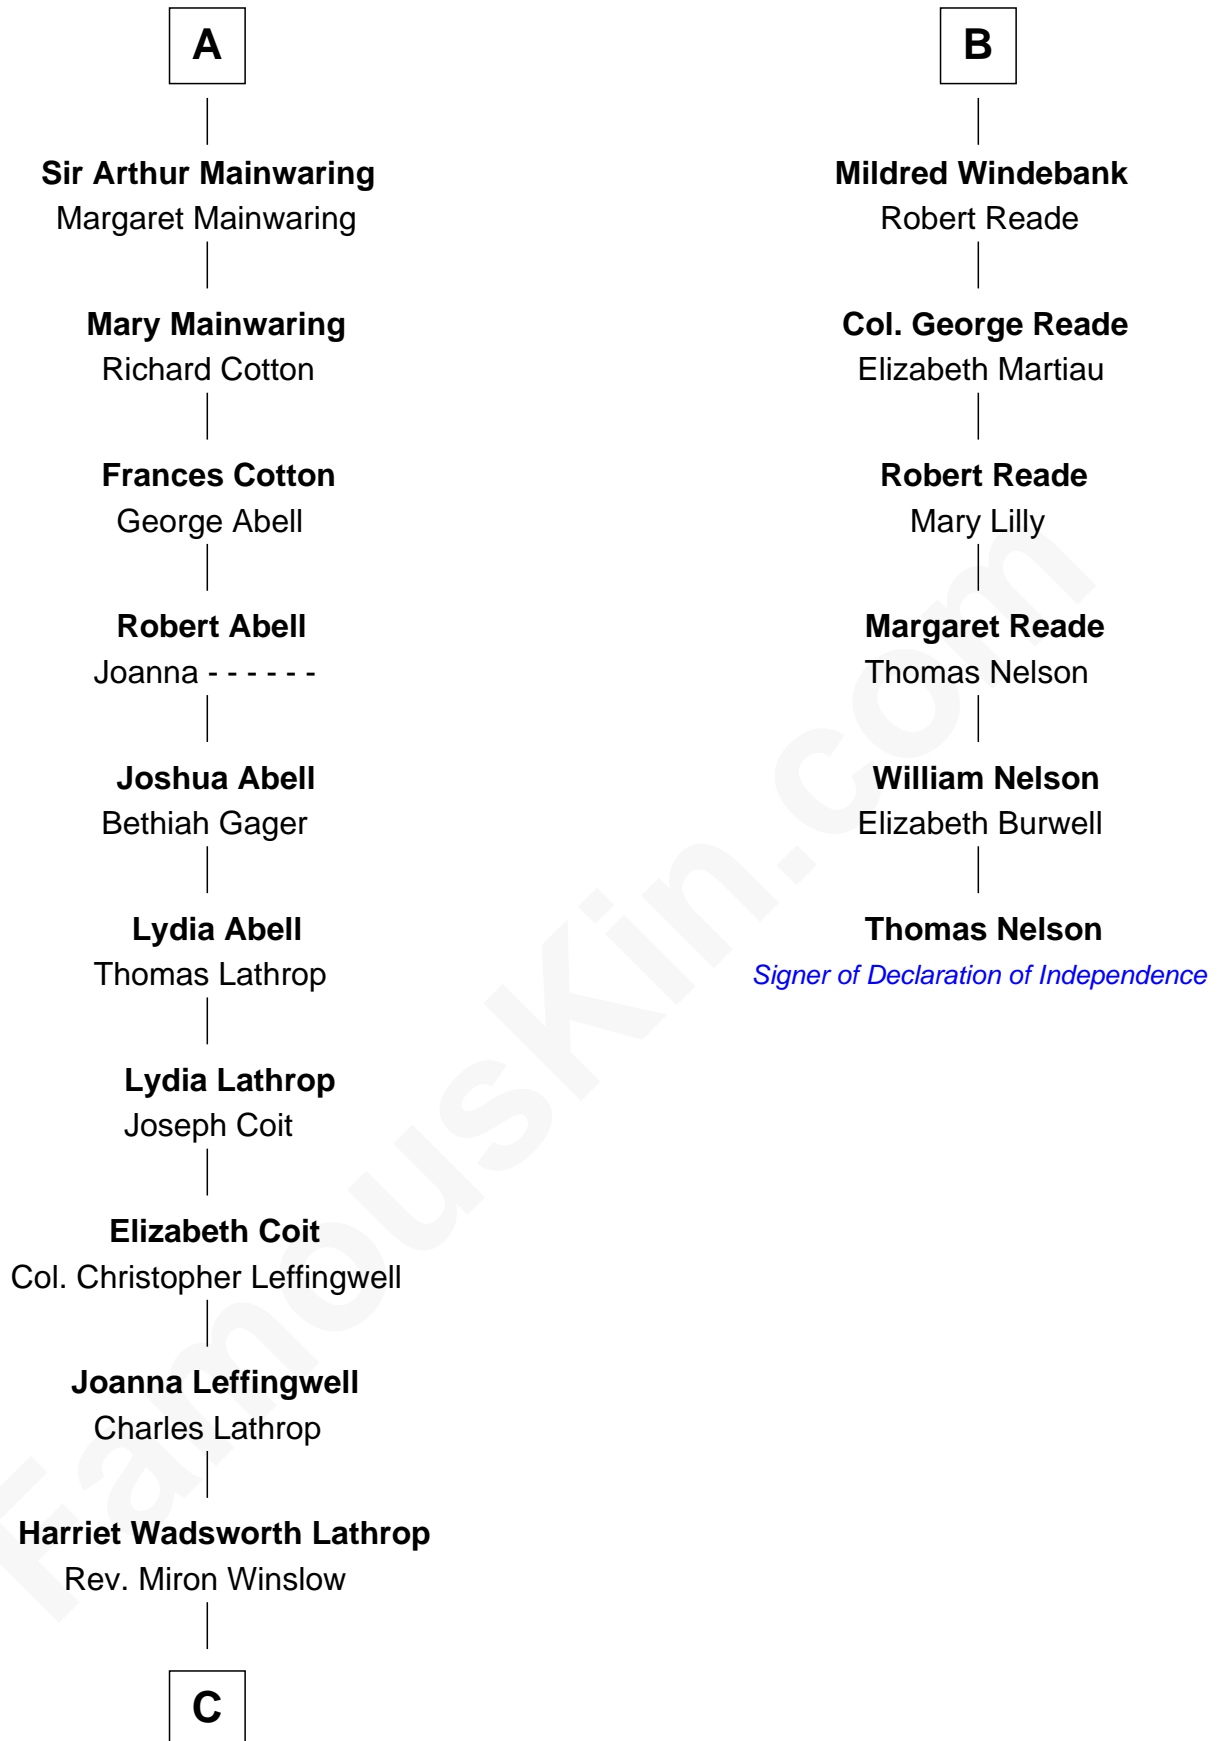 A
Sir Arthur Mainwaring
Margaret Mainwaring
Mary Mainwaring
Richard Cotton
Frances Cotton
George Abell
Robert Abell
Joanna - - - - - -
Joshua Abell
Bethiah Gager
Lydia Abell
Thomas Lathrop
Lydia Lathrop
Joseph Coit
Elizabeth Coit
Col. Christopher Leffingwell
Joanna Leffingwell
Charles Lathrop
Harriet Wadsworth Lathrop
Rev. Miron Winslow
C
B
Mildred Windebank
Robert Reade
Col. George Reade
Elizabeth Martiau
Robert Reade
Mary Lilly
Margaret Reade
Thomas Nelson
William Nelson
Elizabeth Burwell
Thomas Nelson
Signer of Declaration of Independence
FamousKin.com